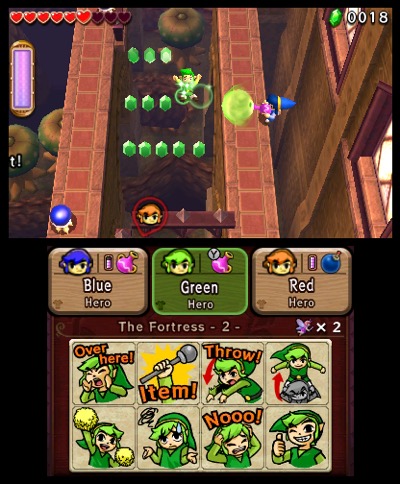 0018
t!
Y
Blue
Hero
Green
Hero
Red
Hero
The Fortress - 2 -
× 2
Over here!
Item!
Throw!
Nooo!